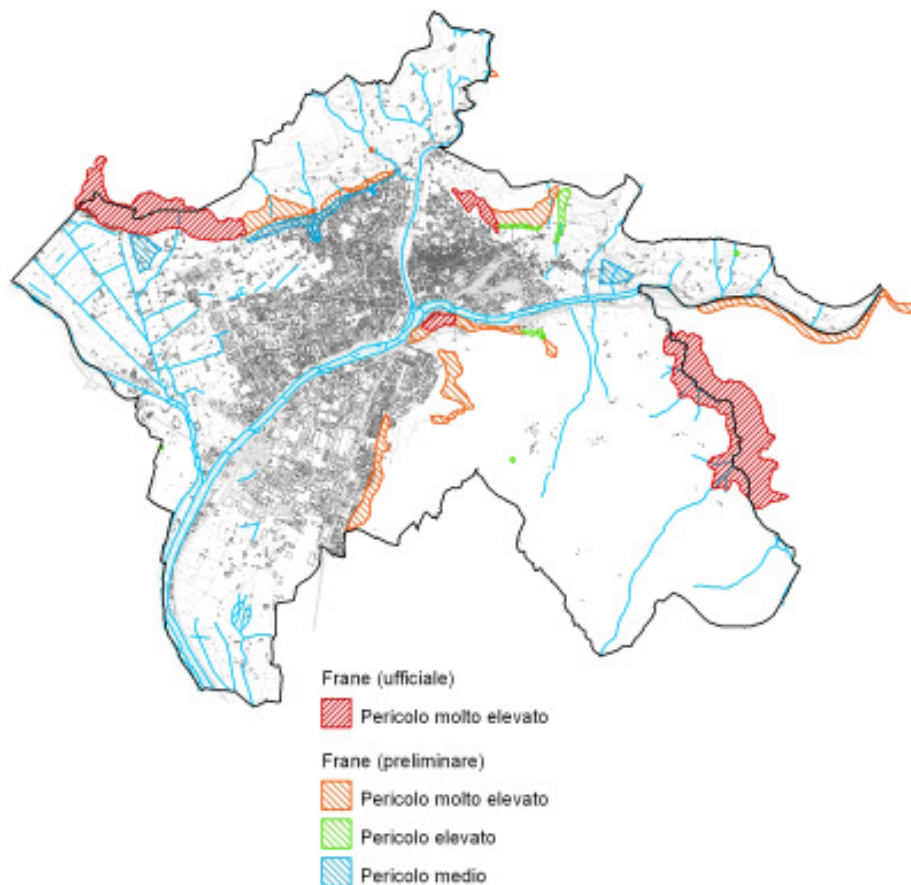 Frane (ufficiale)
Pericolo molto elevato
Frane (preliminare)
Pericolo molto elevato
Pericolo elevato
Pericolo medio